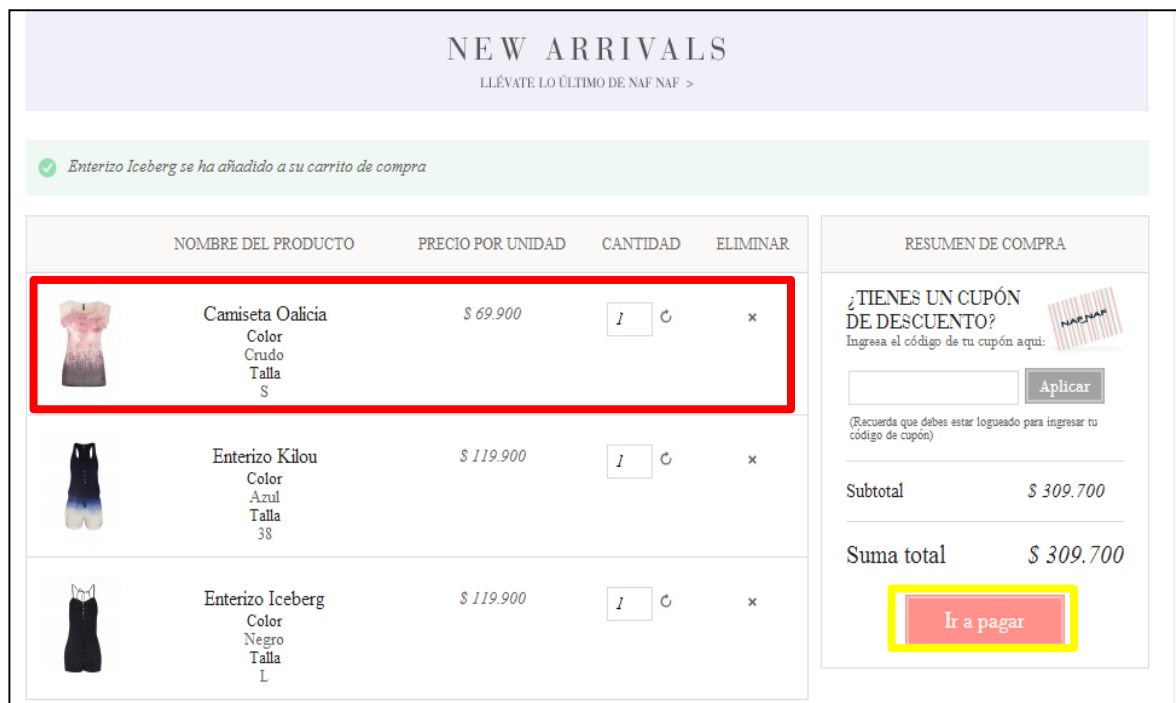 NEW ARRIVALS
LLÉVATE LO ÚLTIMO DE NAF NAF >
Enterizo Iceberg se ha añadido a su carrito de compra
NOMBRE DEL PRODUCTO PRECIO POR UNIDAD CANTIDAD ELIMINAR
Camiseta Oalicia $ 69.900 1 ×
Color
Crudo
Talla
S
Enterizo Kilou $ 119.900 1 ×
Color
Azul
Talla
38
Enterizo Iceberg $ 119.900 1 ×
Color
Negro
Talla
L
RESUMEN DE COMPRA
¿TIENES UN CUPÓN
DE DESCUENTO?
NAFNAF
Ingresa el código de tu cupón aqui:
Aplicar
(Recuerda que debes estar logueado para ingresar tu
código de cupón)
Subtotal $ 309.700
Suma total $ 309.700
Ir a pagar